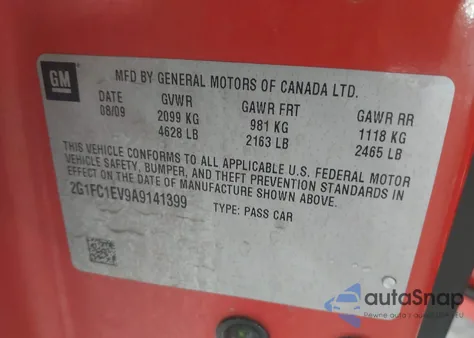 GM
MFD BY GENERAL MOTORS OF CANADA LTD.
DATE GVWR GAWR FRT GAWR RR
08/09 2099 KG 981 KG 1118 KG
4628 LB 2163 LB 2465 LB
THIS VEHICLE CONFORMS TO ALL APPLICABLE U.S. FEDERAL MOTOR
VEHICLE SAFETY, BUMPER, AND THEFT PREVENTION STANDARDS IN
EFFECT ON THE DATE OF MANUFACTURE SHOWN ABOVE.
2G1FC1EV9A9141399 TYPE: PASS CAR
autaSnap
Pewne auta z